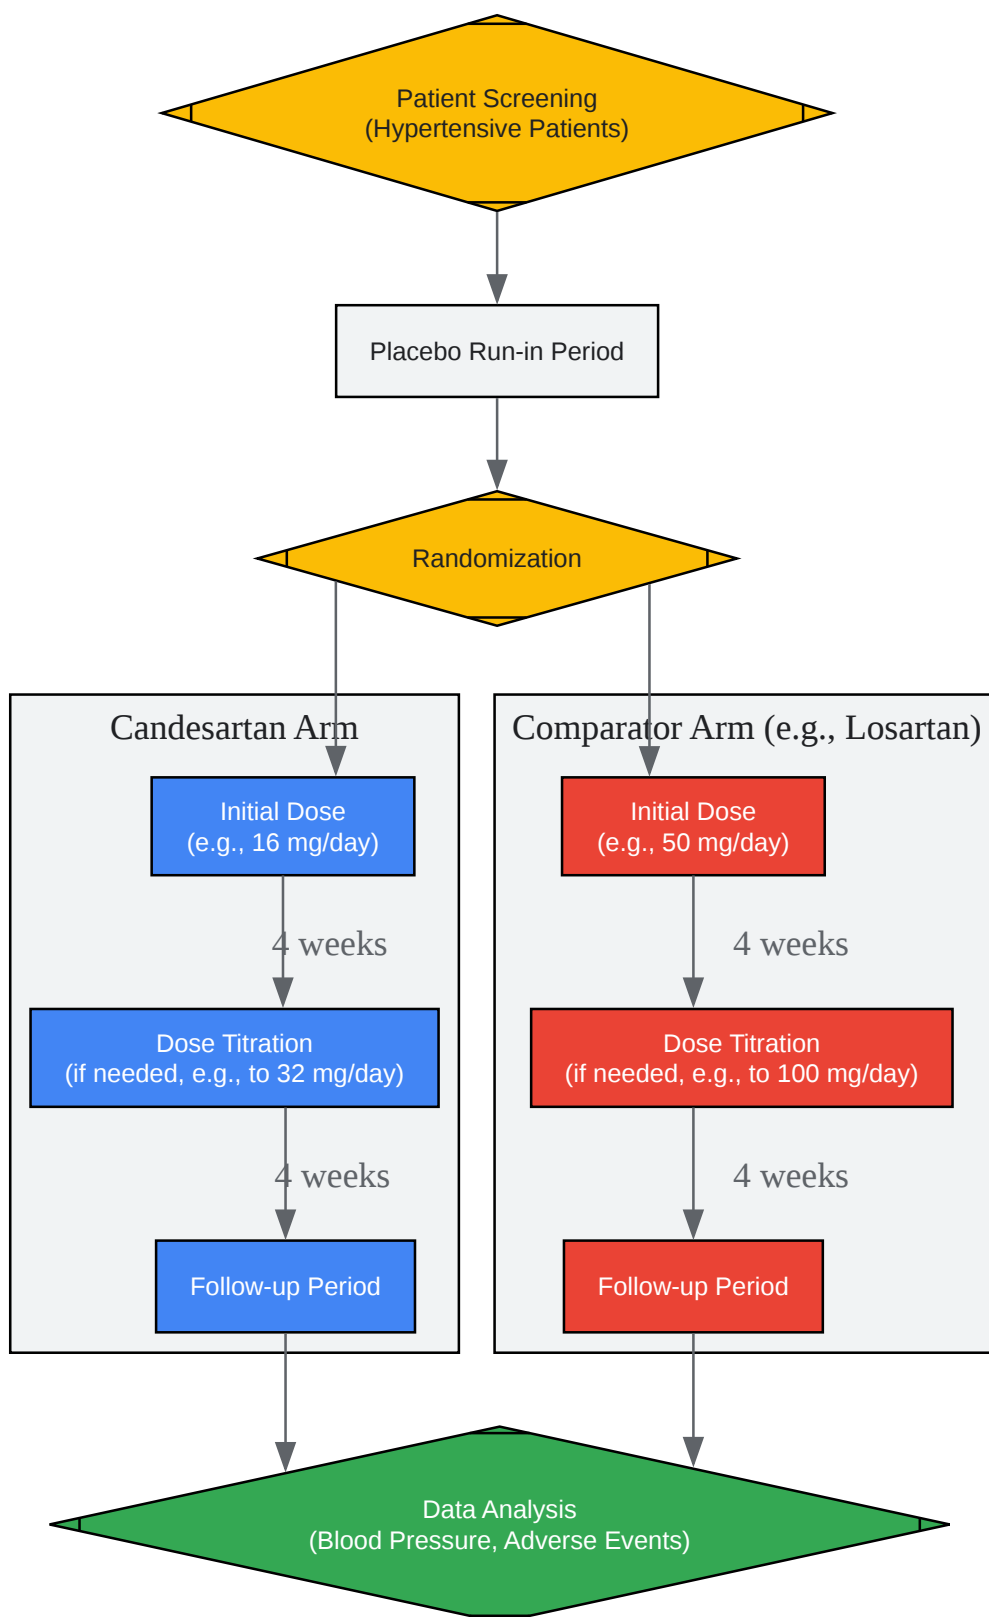 Patient Screening
(Hypertensive Patients)
Placebo Run-in Period
Randomization
Candesartan Arm
Initial Dose
(e.g., 16 mg/day)
4 weeks
Dose Titration
(if needed, e.g., to 32 mg/day)
4 weeks
Follow-up Period
Comparator Arm (e.g., Losartan)
Initial Dose
(e.g., 50 mg/day)
4 weeks
Dose Titration
(if needed, e.g., to 100 mg/day)
4 weeks
Follow-up Period
Data Analysis
(Blood Pressure, Adverse Events)